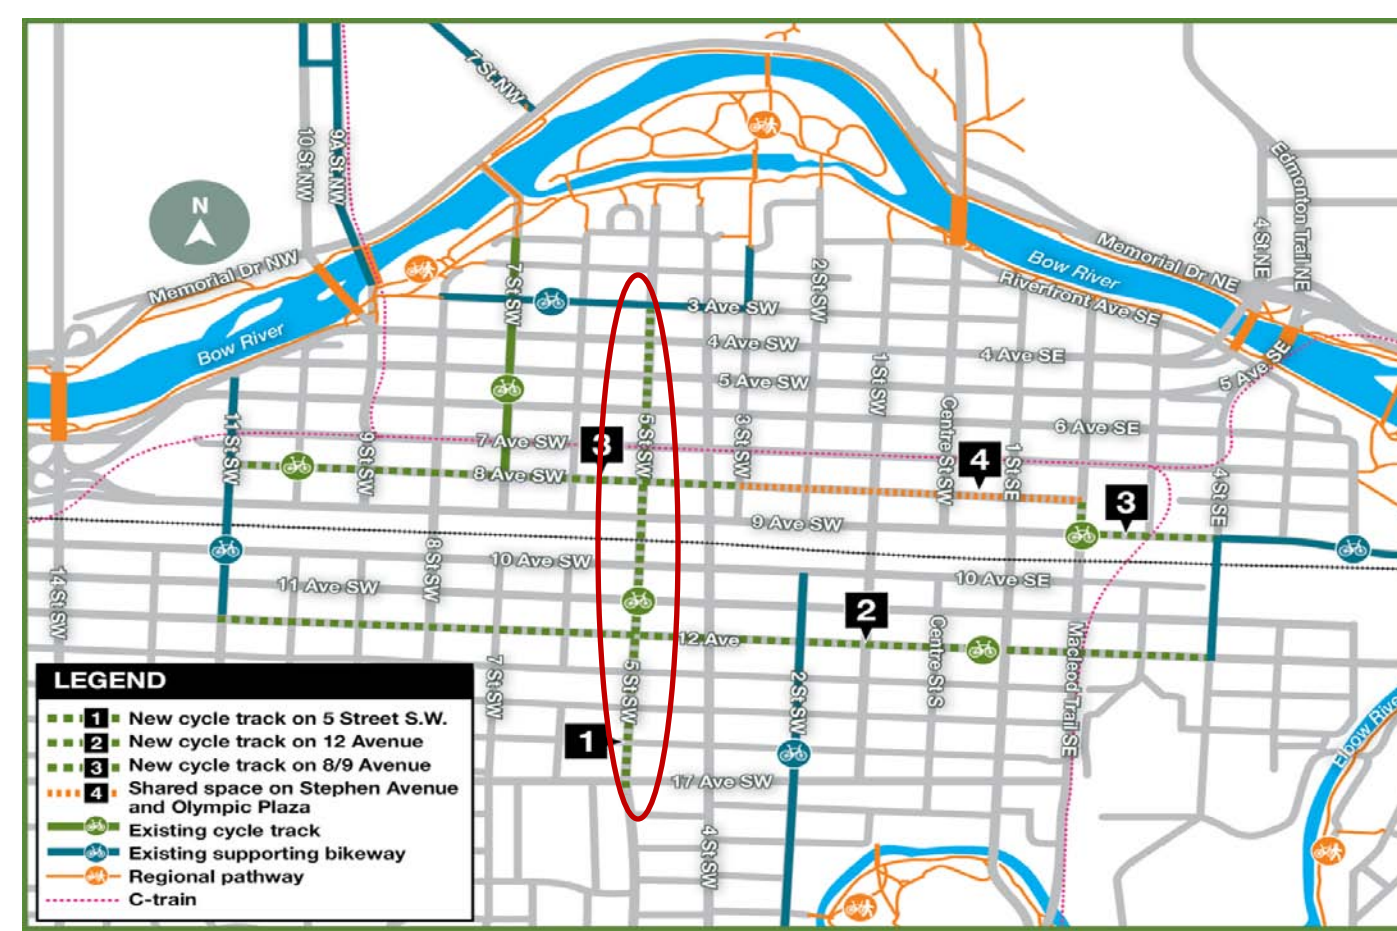 7 St NW
10 St NW
9A St NW
N
Memorial Dr NW
Edmonton Trail NE
4 St NE
Memorial Dr NE
Bow River
Riverfront Ave SE
7 St SW
2 St SW
3 Ave SW
Bow River
4 Ave SW
4 Ave SE
5 Ave SW
1 St SW
5 Ave SE
11 St SW
9 St SW
7 Ave SW
3
5 St SW
3 St SW
Centre St SW
1 St SE
6 Ave SE
4
8 Ave SW
3
4 St SE
9 Ave SW
14 St SW
8 St SW
10 Ave SW
11 Ave SW
10 Ave SE
2
12 Ave
Centre St S
Macleod Trail SE
7 St SW
5 St SW
2 St SW
1
17 Ave SW
4 St SW
Elbow River
LEGEND
1 New cycle track on 5 Street S.W.
2 New cycle track on 12 Avenue
3 New cycle track on 8/9 Avenue
4 Shared space on Stephen Avenue
and Olympic Plaza
Existing cycle track
Existing supporting bikeway
Regional pathway
C-train